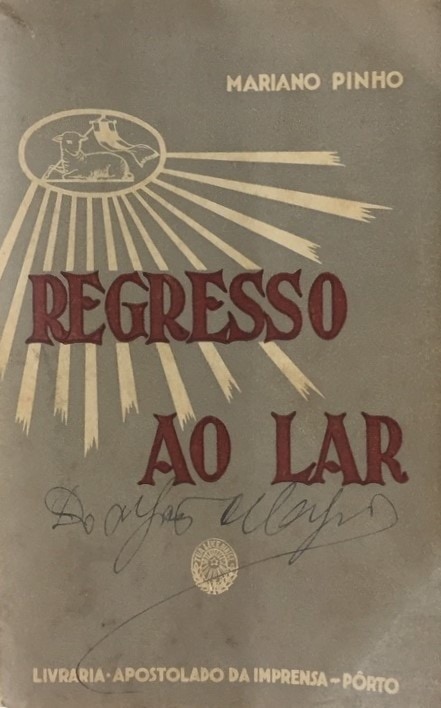 MARIANO PINHO
REGRESSO
AO LAR
LIVRARIA · APOSTOLADO DA IMPRENSA – PÔRTO